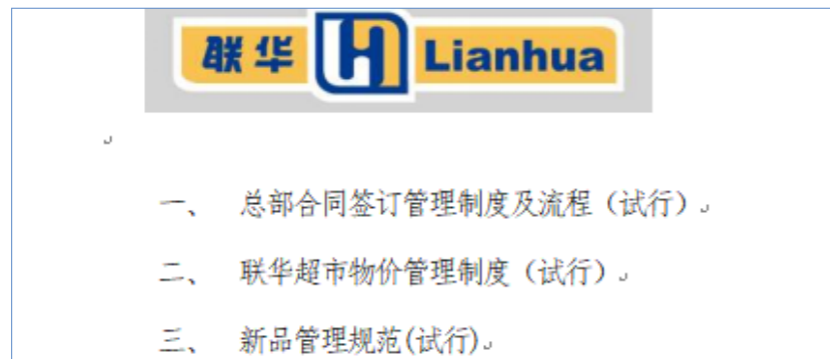 联华 Lianhua
一、 总部合同签订管理制度及流程（试行）
二、 联华超市物价管理制度（试行）
三、 新品管理规范(试行)